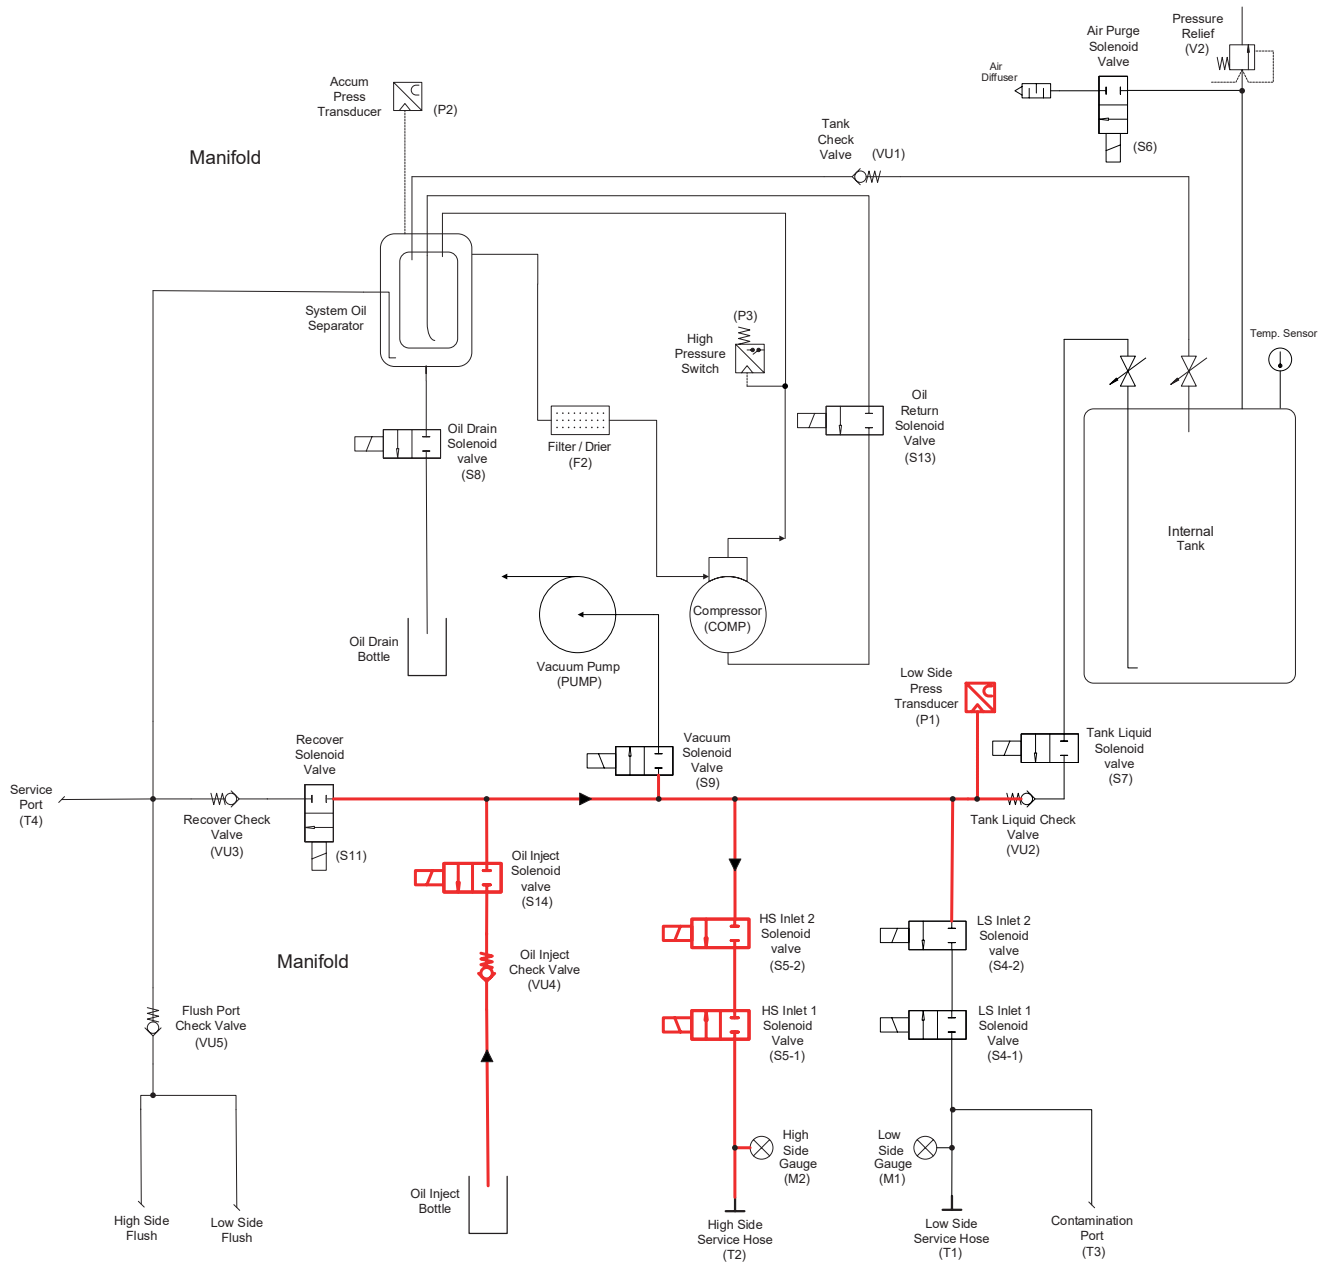 Pressure
Relief
(V2)
Air Purge
Solenoid
Valve
Air
Diffuser
(S6)
Accum
Press
Transducer
(P2)
Manifold
Tank
Check
Valve
(VU1)
System Oil
Separator
(P3)
High
Pressure
Switch
Temp. Sensor
Oil
Return
Solenoid
Valve
(S13)
Oil Drain
Solenoid
valve
(S8)
Filter / Drier
(F2)
Internal
Tank
Compressor
(COMP)
Oil Drain
Bottle
Vacuum Pump
(PUMP)
Low Side
Press
Transducer
(P1)
Recover
Solenoid
Valve
Vacuum
Solenoid
Valve
(S9)
Tank Liquid
Solenoid
valve
(S7)
Service
Port
(T4)
Recover Check
Valve
(VU3)
(S11)
Tank Liquid Check
Valve
(VU2)
Oil Inject
Solenoid
valve
(S14)
HS Inlet 2
Solenoid
valve
(S5-2)
LS Inlet 2
Solenoid
valve
(S4-2)
Manifold
Oil Inject
Check Valve
(VU4)
Flush Port
Check Valve
(VU5)
HS Inlet 1
Solenoid
Valve
(S5-1)
LS Inlet 1
Solenoid
Valve
(S4-1)
High
Side
Gauge
(M2)
Low
Side
Gauge
(M1)
Oil Inject
Bottle
High Side
Flush
Low Side
Flush
High Side
Service Hose
(T2)
Low Side
Service Hose
(T1)
Contamination
Port
(T3)